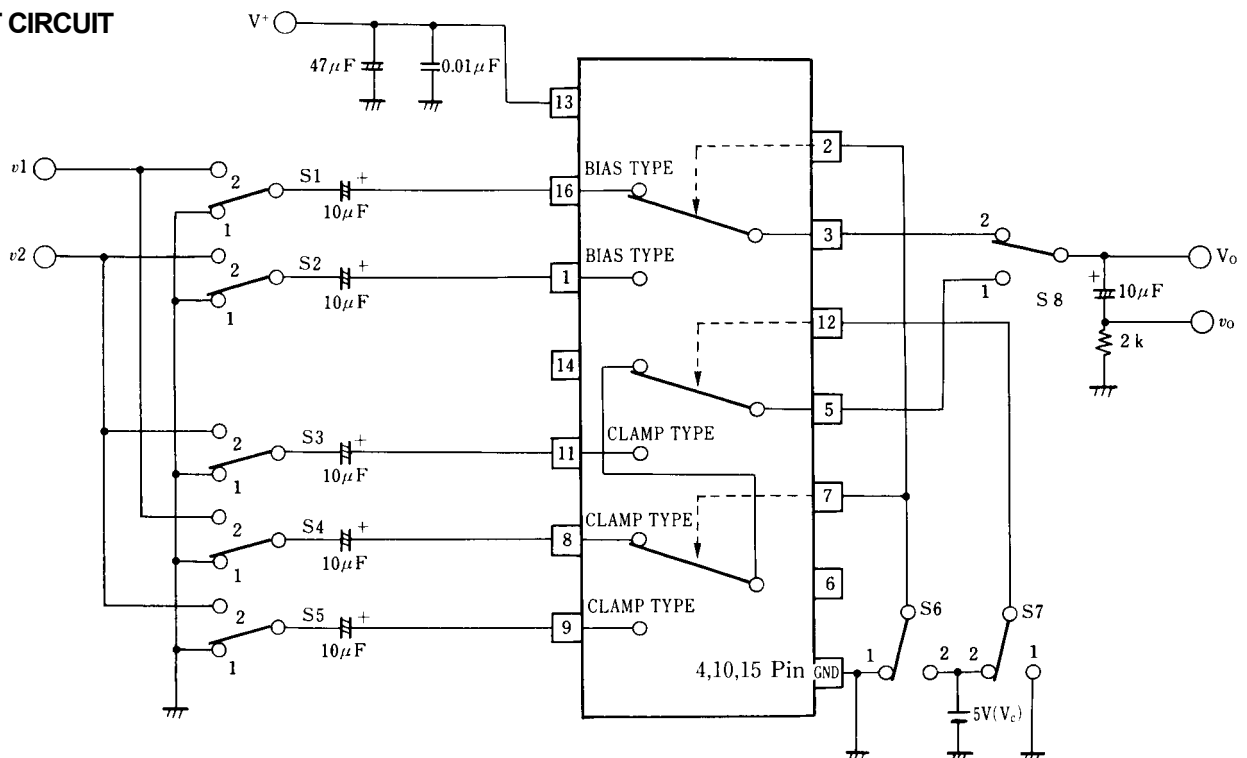 T CIRCUIT
V+
47μF
0.01μF
13
v1
2
S1
+
10μF
1
16
BIAS TYPE
2
3
v2
2
S2
+
10μF
1
1
BIAS TYPE
2
1
S 8
Vo
+
10μF
vo
2 k
14
12
5
2
S3
+
10μF
1
11
CLAMP TYPE
7
2
S4
+
10μF
1
8
CLAMP TYPE
6
2
S5
+
10μF
1
9
CLAMP TYPE
4,10,15 Pin
GND
1
S6
2
2
S7
1
5V(Vc)